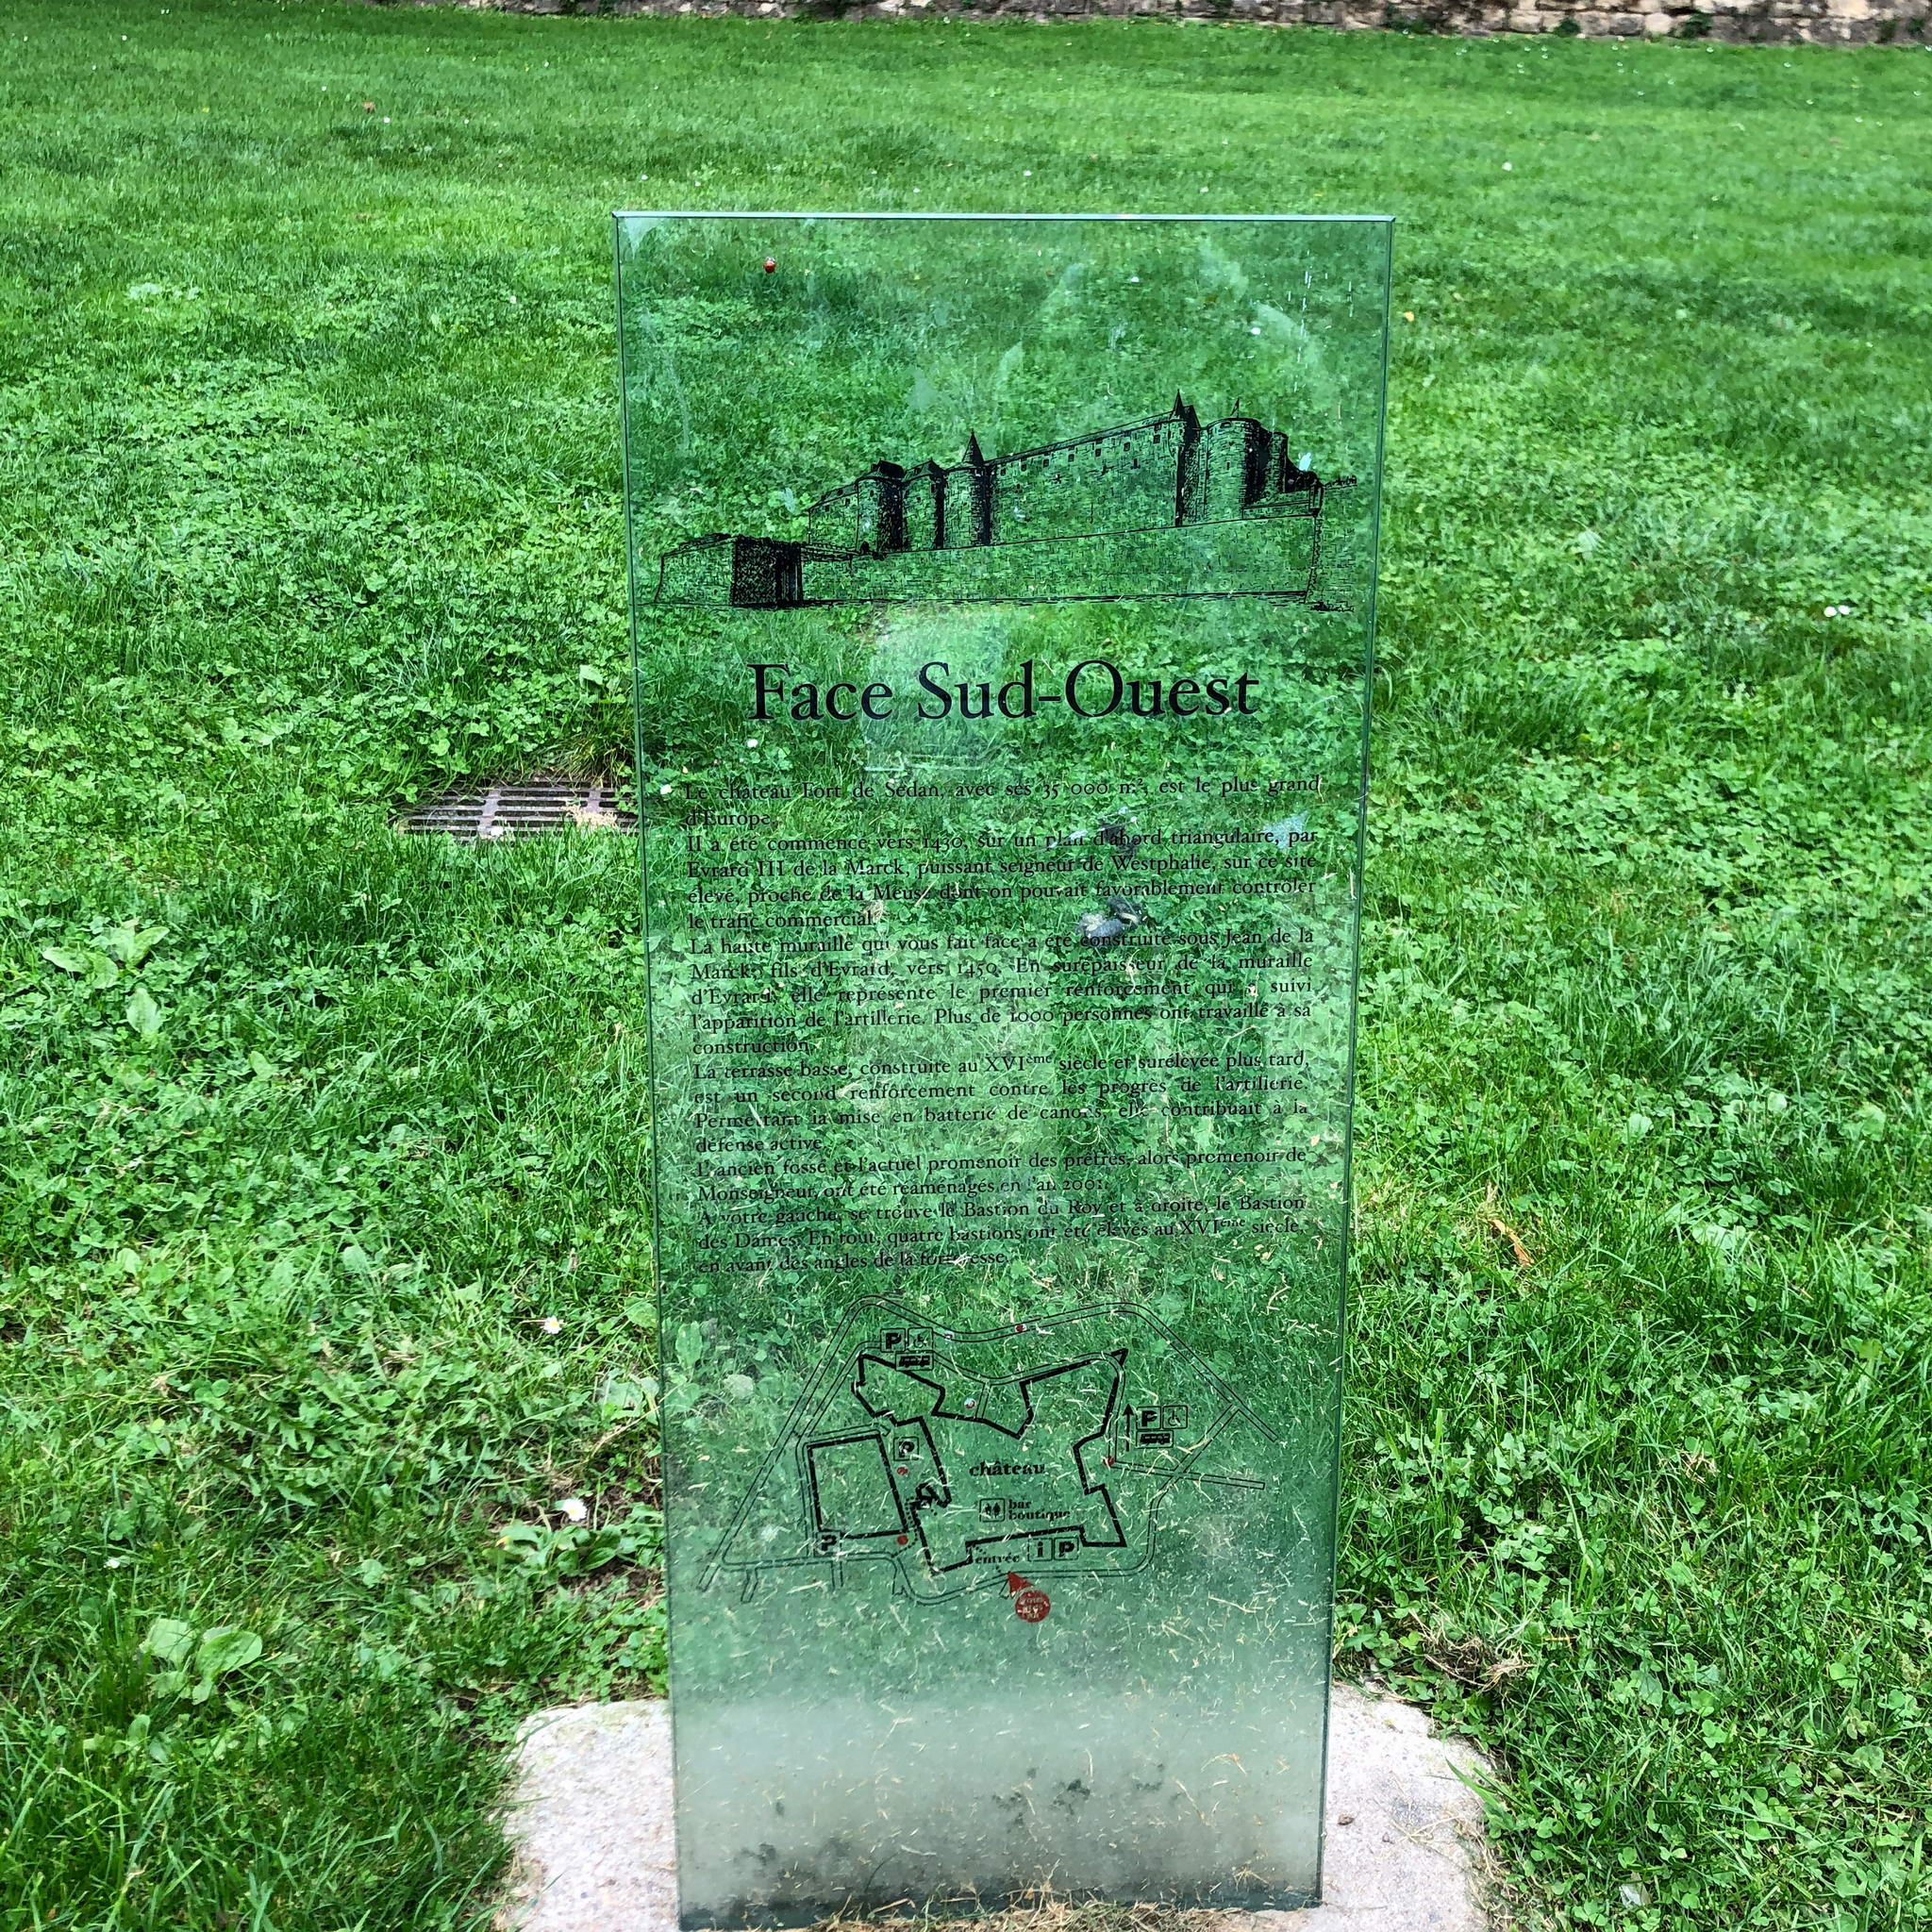 Face Sud-Ouest
Le château Fort de Sedan, avec ses 35 000 m², est le plus grand
d'Europe.
Il a été commencé vers 1430, sur un plan d'abord triangulaire, par
Evrard III de la Marck, puissant seigneur de Westphalie, sur ce site
élevé, proche de la Meuse dont on pouvait favorablement contrôler
le trafic commercial.
La haute muraille qui vous fait face a été construite sous Jean de la
Marck, fils d'Evrard, vers 1450. En surépaisseur de la muraille
d'Evrard, elle représente le premier renforcement qui a suivi
l'apparition de l'artillerie. Plus de 1000 personnes ont travaillé à sa
construction.
La terrasse basse, construite au XVIème siècle et surélevée plus tard,
est un second renforcement contre les progrès de l'artillerie.
Permettant la mise en batterie de canons, elle contribuait à la
défense active.
L'ancien fossé et l'actuel promenoir des prêtres, alors promenoir de
Monseigneur, ont été réaménagés en l'an 2001.
A votre gauche, se trouve le Bastion du Roy et à droite, le Bastion
des Dames. En tout, quatre bastions ont été élevés au XVIème siècle,
en avant des angles de la forteresse.
P
P
P
château
bar
boutique
P
entrée i P